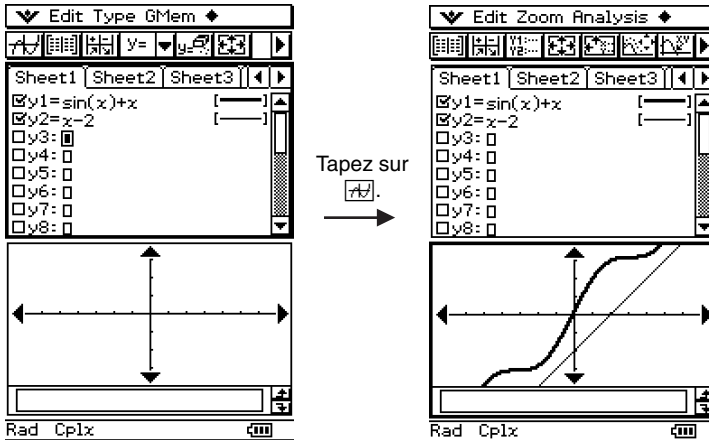 Edit Type GMem
y=
Sheet1 Sheet2 Sheet3
y1=sin(x)+x [—]
y2=x-2 [—]
y3:
y4:
y5:
y6:
y7:
y8:
Rad Cplx
Tapez sur
.
Edit Zoom Analysis
Y1:
Y2:
Sheet1 Sheet2 Sheet3
y1=sin(x)+x [—]
y2=x-2 [—]
y3:
y4:
y5:
y6:
y7:
y8:
Rad Cplx